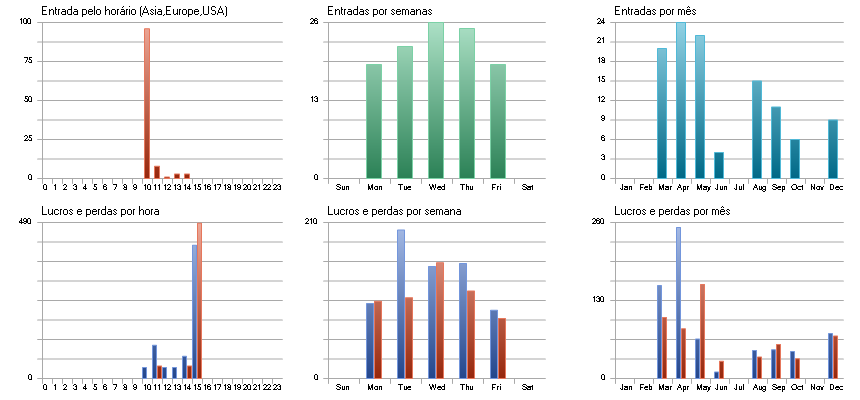 Entrada pelo horário (Asia,Europe,USA)
100
75
50
25
0
0 1 2 3 4 5 6 7 8 9 10 11 12 13 14 15 16 17 18 19 20 21 22 23
Entradas por semanas
26
13
0
Sun Mon Tue Wed Thu Fri Sat
Entradas por mês
24
21
18
15
12
9
6
3
0
Jan Feb Mar Apr May Jun Jul Aug Sep Oct Nov Dec
Lucros e perdas por hora
490
0
0 1 2 3 4 5 6 7 8 9 10 11 12 13 14 15 16 17 18 19 20 21 22 23
Lucros e perdas por semana
210
0
Sun Mon Tue Wed Thu Fri Sat
Lucros e perdas por mês
260
130
0
Jan Feb Mar Apr May Jun Jul Aug Sep Oct Nov Dec